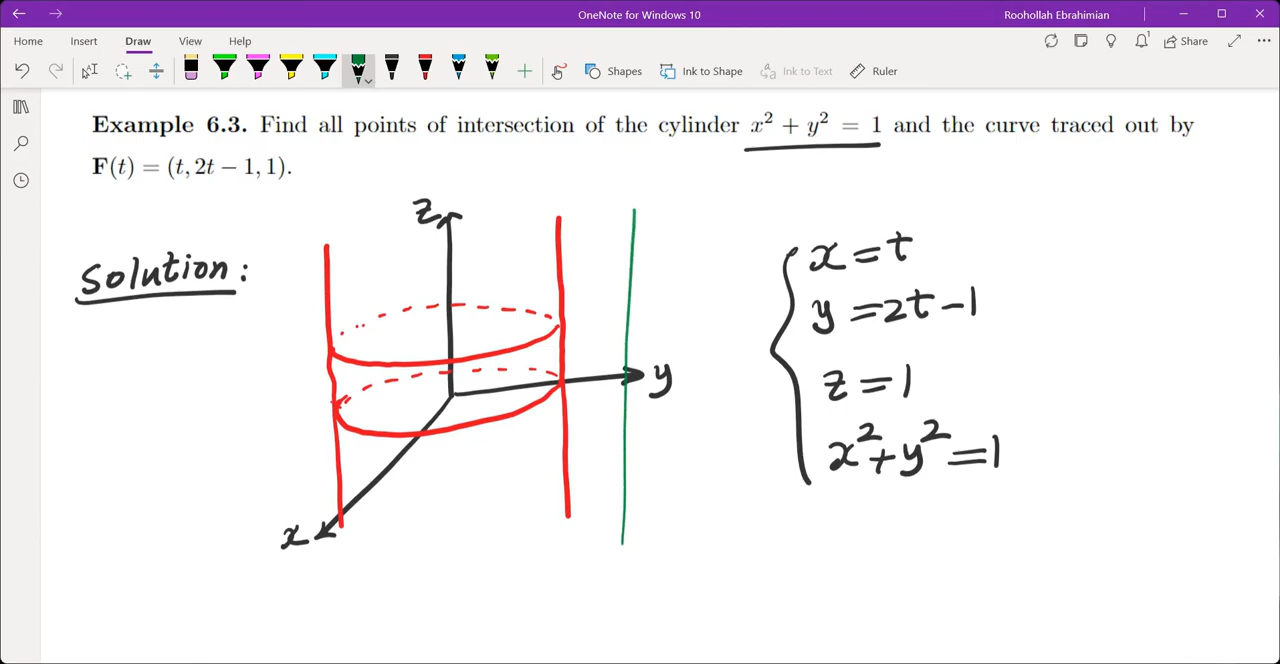 OneNote for Windows 10
Roohollah Ebrahimian
Home Insert Draw View Help
Share
Shapes Ink to Shape Ink to Text Ruler
Example 6.3. Find all points of intersection of the cylinder x² + y² = 1 and the curve traced out by
F(t) = (t, 2t − 1, 1).
Solution:
z
y
x
x = t
y = 2t − 1
z = 1
x² + y² = 1